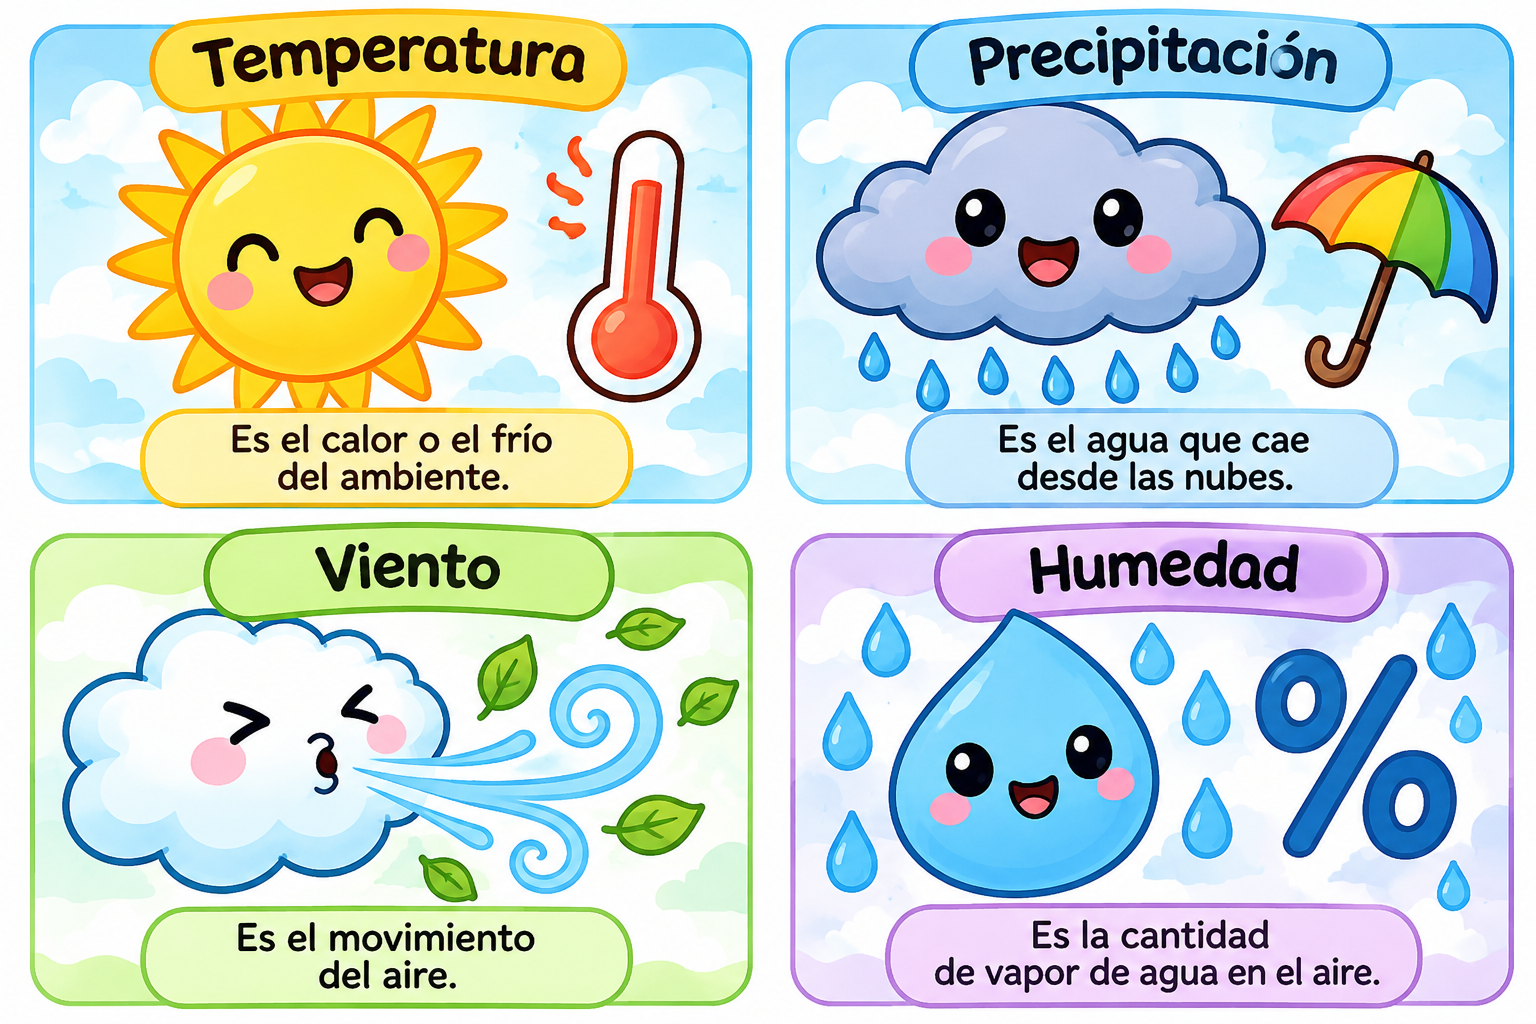 Temperatura
Es el calor o el frío
del ambiente.
Precipitación
Es el agua que cae
desde las nubes.
Viento
Es el movimiento
del aire.
Humedad
%
Es la cantidad
de vapor de agua en el aire.